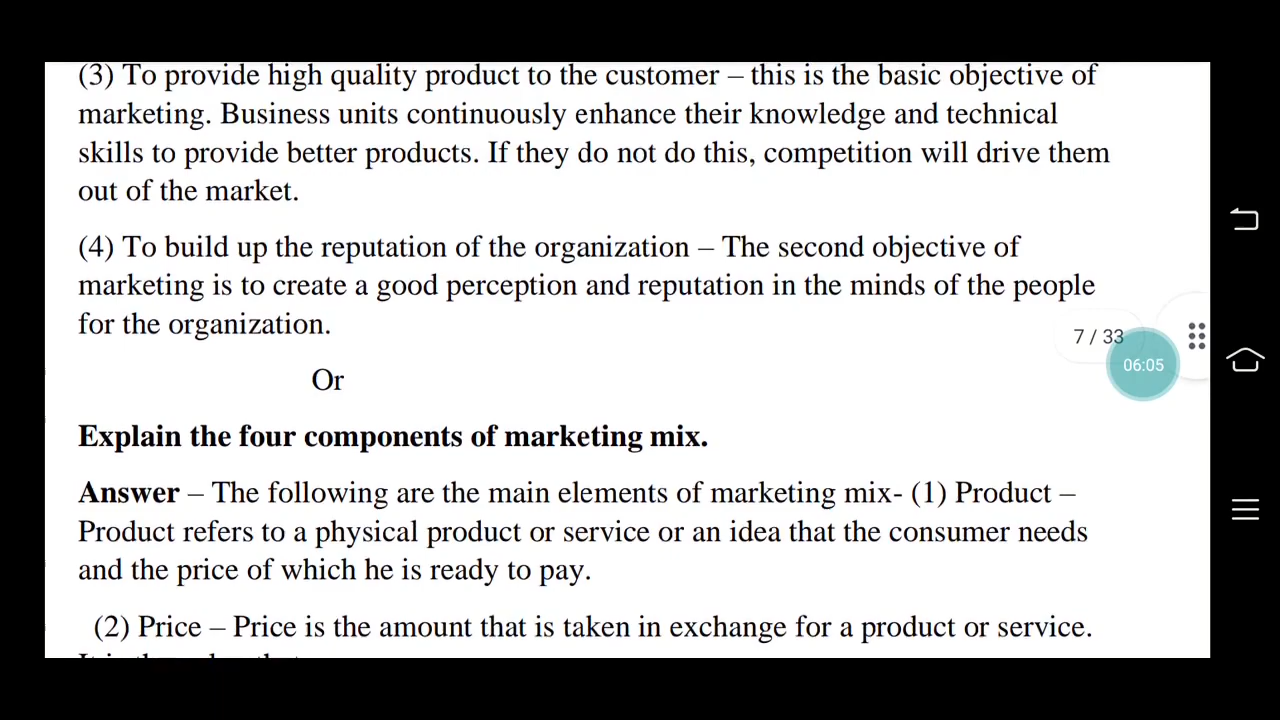 (3) To provide high quality product to the customer – this is the basic objective of
marketing. Business units continuously enhance their knowledge and technical
skills to provide better products. If they do not do this, competition will drive them
out of the market.
(4) To build up the reputation of the organization – The second objective of
marketing is to create a good perception and reputation in the minds of the people
for the organization.
7 / 33
06:05
Or
Explain the four components of marketing mix.
Answer – The following are the main elements of marketing mix- (1) Product –
Product refers to a physical product or service or an idea that the consumer needs
and the price of which he is ready to pay.
(2) Price – Price is the amount that is taken in exchange for a product or service.